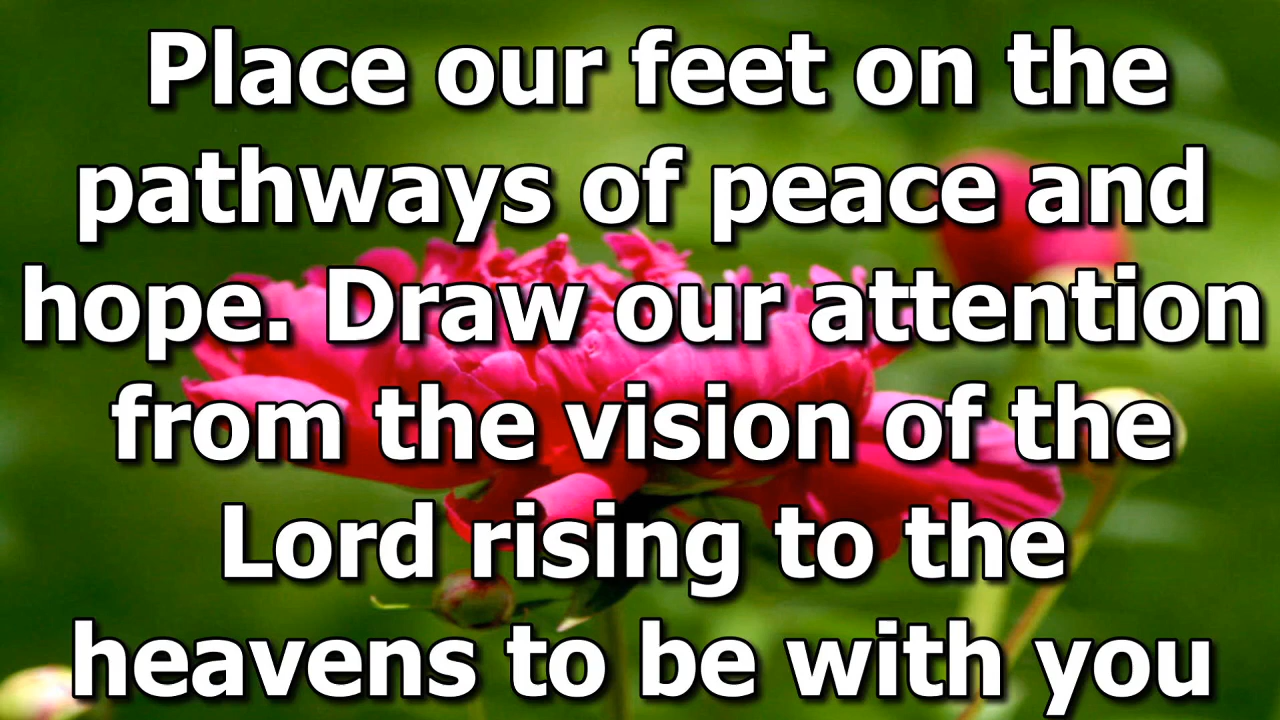 Place our feet on the
pathways of peace and
hope. Draw our attention
from the vision of the
Lord rising to the
heavens to be with you